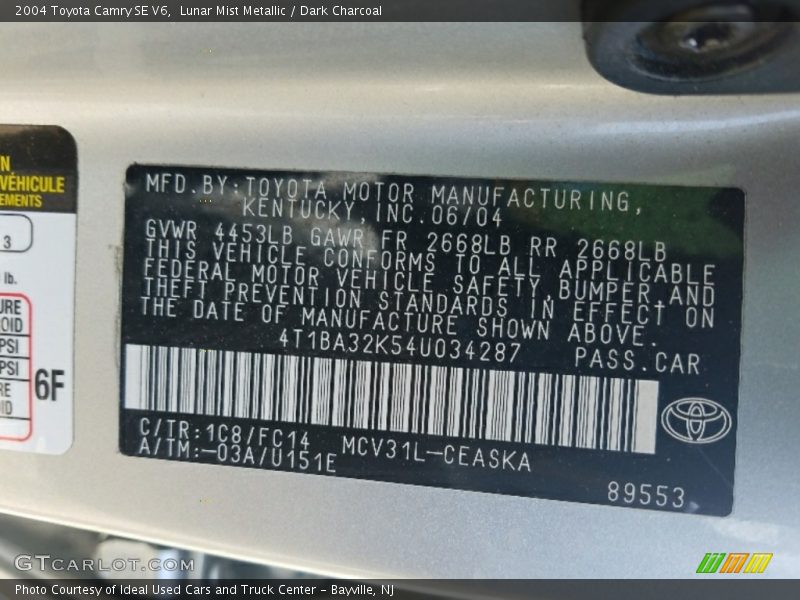 2004 Toyota Camry SE V6,  Lunar Mist Metallic / Dark Charcoal
N
VÉHICULE
EMENTS
3
lb.
URE
OID
PSI
PSI
RE
ID
6F
MFD.BY:TOYOTA MOTOR MANUFACTURING,
KENTUCKY,INC.06/04
GVWR 4453LB GAWR FR 2668LB RR 2668LB
THIS VEHICLE CONFORMS TO ALL APPLICABLE
FEDERAL MOTOR VEHICLE SAFETY,BUMPER,AND
THEFT PREVENTION STANDARDS IN EFFECT ON
THE DATE OF MANUFACTURE SHOWN ABOVE.
4T1BA32K54U034287 PASS.CAR
C/TR:1C8/FC14 MCV31L-CEASKA
A/TM:-03A/U151E
89553
GTCARLOT.COM
Photo Courtesy of Ideal Used Cars and Truck Center – Bayville, NJ